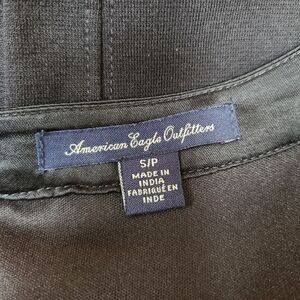 American Eagle Outfitters
S/P
MADE IN
INDIA
FABRIQUÉ EN
INDE